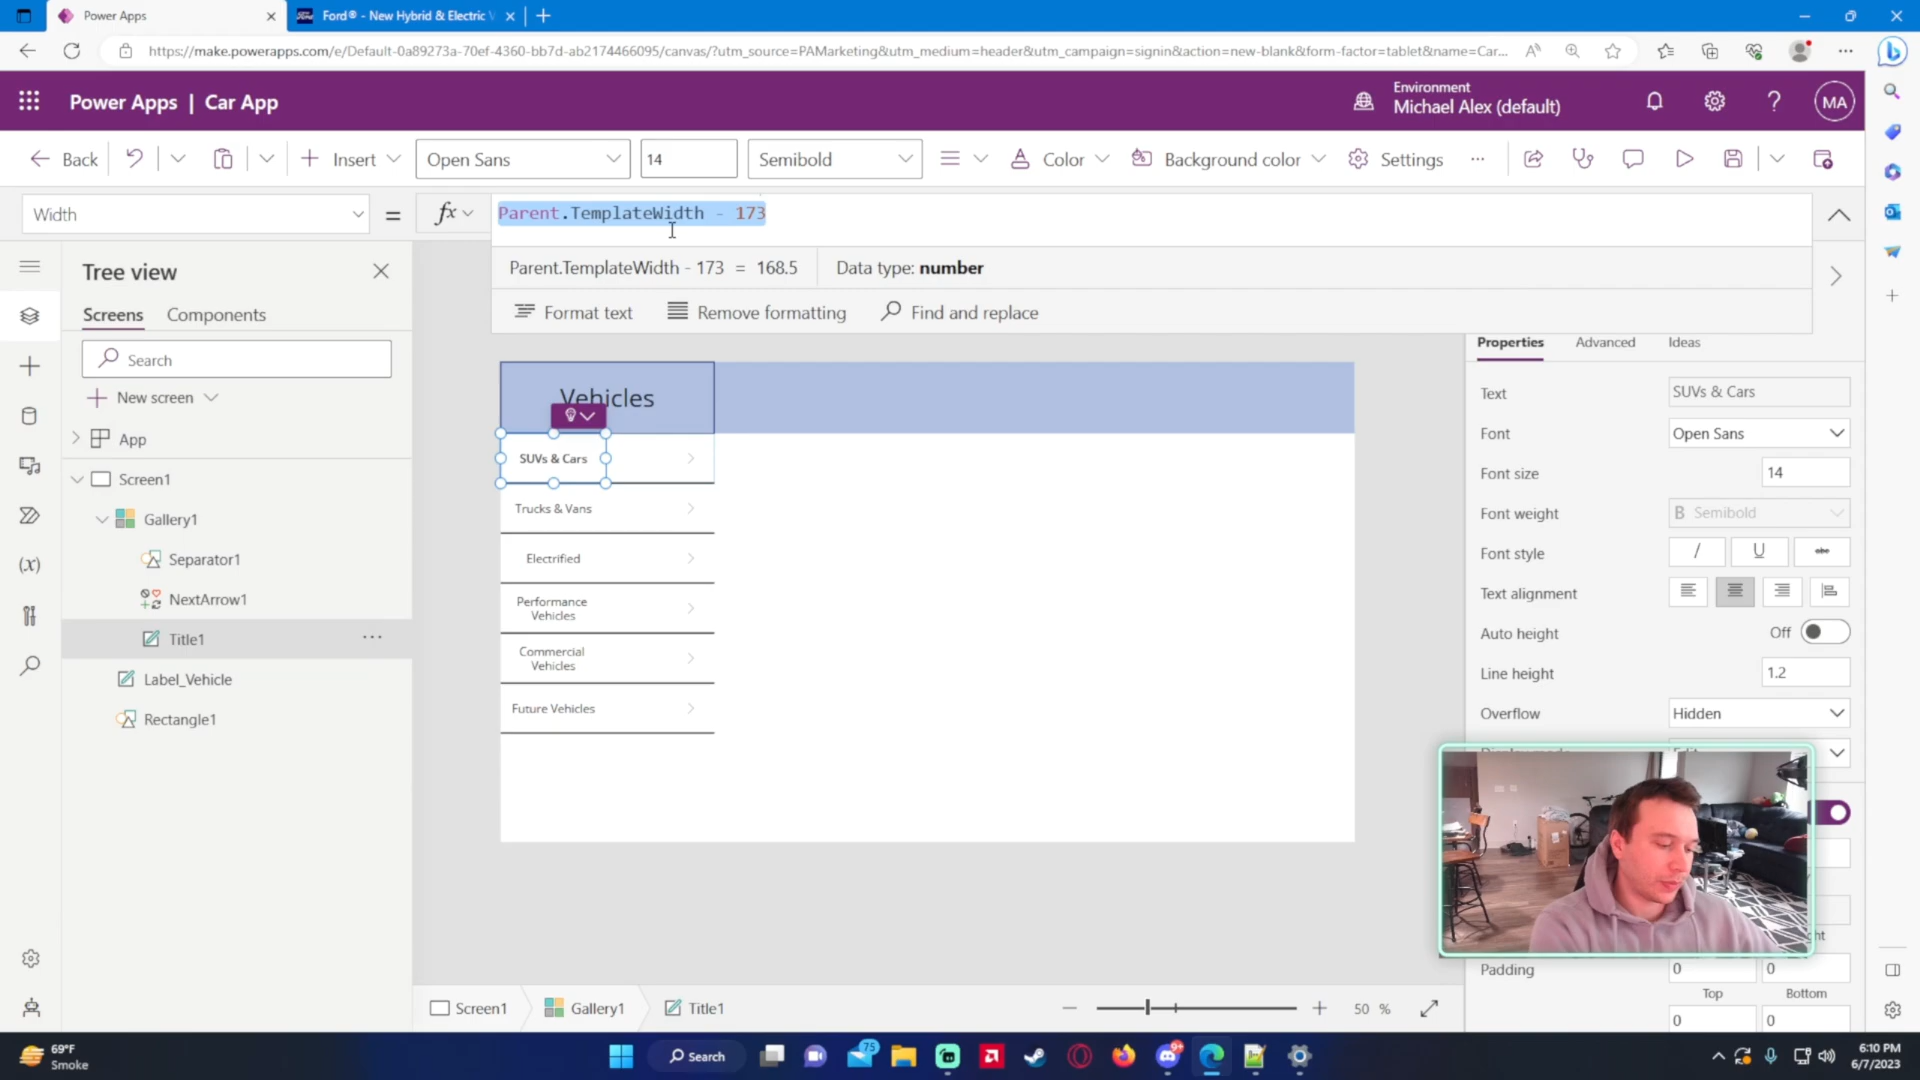 Power Apps
Ford® - New Hybrid & Electric V
https://make.powerapps.com/e/Default-0a89273a-70ef-4360-bb7d-ab2174466095/canvas/?utm_source=PAMarketing&utm_medium=header&utm_campaign=signin&action=new-blank&form-factor=tablet&name=Car...
Power Apps | Car App
Environment
Michael Alex (default)
MA
Back
Insert
Open Sans
14
Semibold
Color
Background color
Settings
Width
=
fx
Parent.TemplateWidth - 173
Parent.TemplateWidth - 173 = 168.5
Data type: number
Format text
Remove formatting
Find and replace
Tree view
Screens
Components
Search
New screen
App
Screen1
Gallery1
Separator1
NextArrow1
Title1
Label_Vehicle
Rectangle1
Vehicles
SUVs & Cars
Trucks & Vans
Electrified
Performance
Vehicles
Commercial
Vehicles
Future Vehicles
Properties
Advanced
Ideas
Text
SUVs & Cars
Font
Open Sans
Font size
14
Font weight
B Semibold
Font style
/ U abc
Text alignment
Auto height
Off
Line height
1.2
Overflow
Hidden
Padding
0
0
Top
Bottom
0
0
Screen1
Gallery1
Title1
50 %
69°F
Smoke
Search
75
9+
6:10 PM
6/7/2023